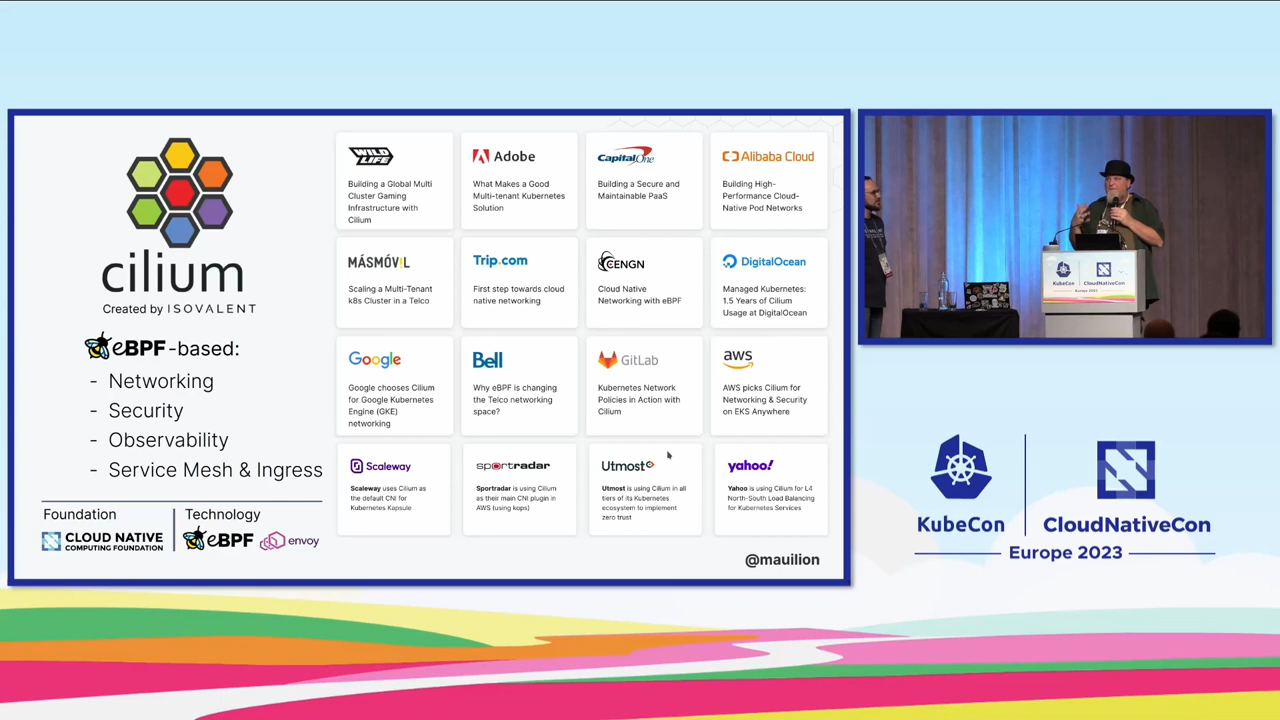 cilium
Created by ISOVALENT
eBPF-based:
- Networking
- Security
- Observability
- Service Mesh & Ingress
Foundation
CLOUD NATIVE
COMPUTING FOUNDATION
Technology
eBPF
envoy
WILD
LIFE
Building a Global Multi
Cluster Gaming
Infrastructure with
Cilium
Adobe
What Makes a Good
Multi-tenant Kubernetes
Solution
CapitalOne
Building a Secure and
Maintainable PaaS
Alibaba Cloud
Building High-
Performance Cloud-
Native Pod Networks
MÁSMÓVIL
Scaling a Multi-Tenant
k8s Cluster in a Telco
Trip.com
First step towards cloud
native networking
CENGN
Cloud Native
Networking with eBPF
DigitalOcean
Managed Kubernetes:
1.5 Years of Cilium
Usage at DigitalOcean
Google
Google chooses Cilium
for Google Kubernetes
Engine (GKE)
networking
Bell
Why eBPF is changing
the Telco networking
space?
GitLab
Kubernetes Network
Policies in Action with
Cilium
aws
AWS picks Cilium for
Networking & Security
on EKS Anywhere
Scaleway
Scaleway uses Cilium as
the default CNI for
Kubernetes Kapsule
sportradar
Sportradar is using Cilium
as their main CNI plugin in
AWS (using kops)
Utmost
Utmost is using Cilium in all
tiers of its Kubernetes
ecosystem to implement
zero trust
yahoo!
Yahoo is using Cilium for L4
North-South Load Balancing
for Kubernetes Services
@mauilion
KubeCon
CloudNativeCon
Europe 2023
KubeCon
CloudNativeCon
Europe 2023